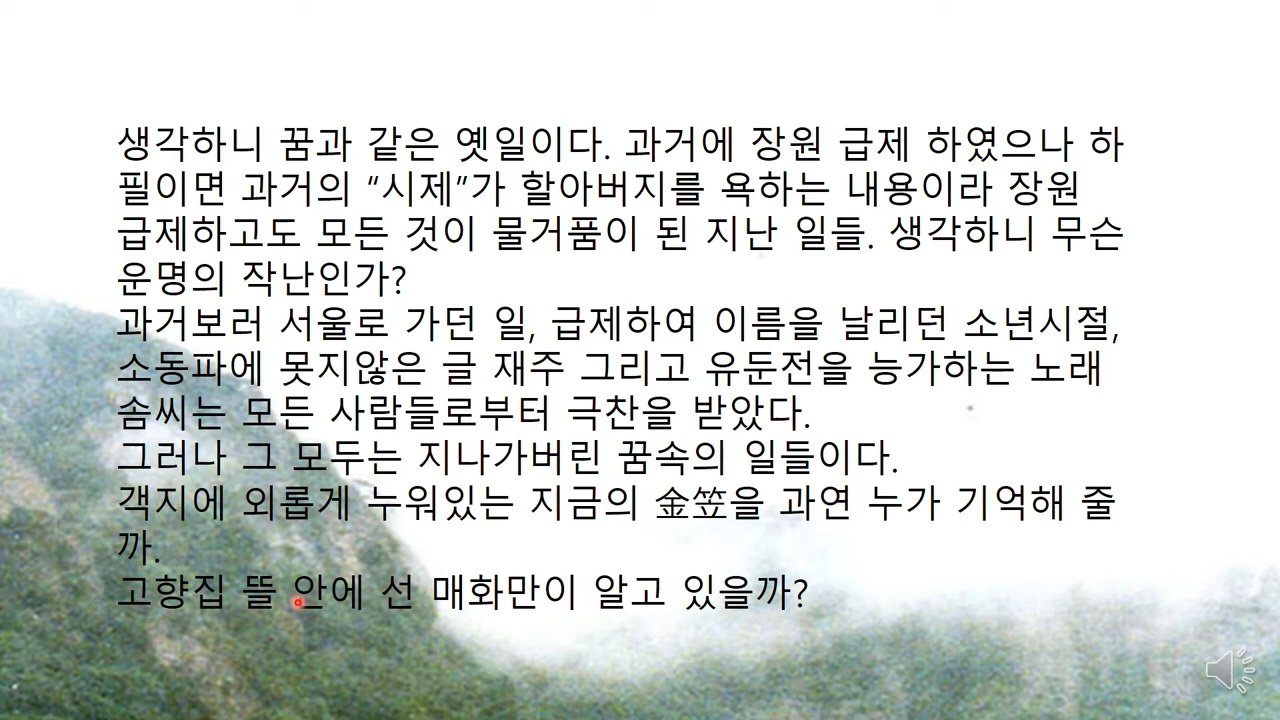 생각하니 꿈과 같은 옛일이다. 과거에 장원 급제 하였으나 하
필이면 과거의 “시제”가 할아버지를 욕하는 내용이라 장원
급제하고도 모든 것이 물거품이 된 지난 일들. 생각하니 무슨
운명의 작난인가?
과거보러 서울로 가던 일, 급제하여 이름을 날리던 소년시절,
소동파에 못지않은 글 재주 그리고 유둔전을 능가하는 노래
솜씨는 모든 사람들로부터 극찬을 받았다.
그러나 그 모두는 지나가버린 꿈속의 일들이다.
객지에 외롭게 누워있는 지금의 金笠을 과연 누가 기억해 줄
까.
고향집 뜰 안에 선 매화만이 알고 있을까?